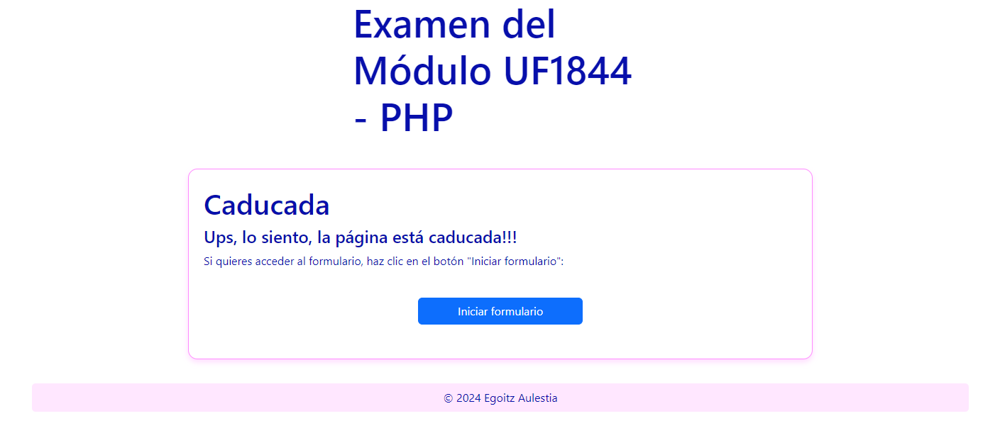 Examen del
Módulo UF1844
- PHP
Caducada
Ups, lo siento, la página está caducada!!!
Si quieres acceder al formulario, haz clic en el botón "Iniciar formulario":
Iniciar formulario
© 2024 Egoitz Aulestia